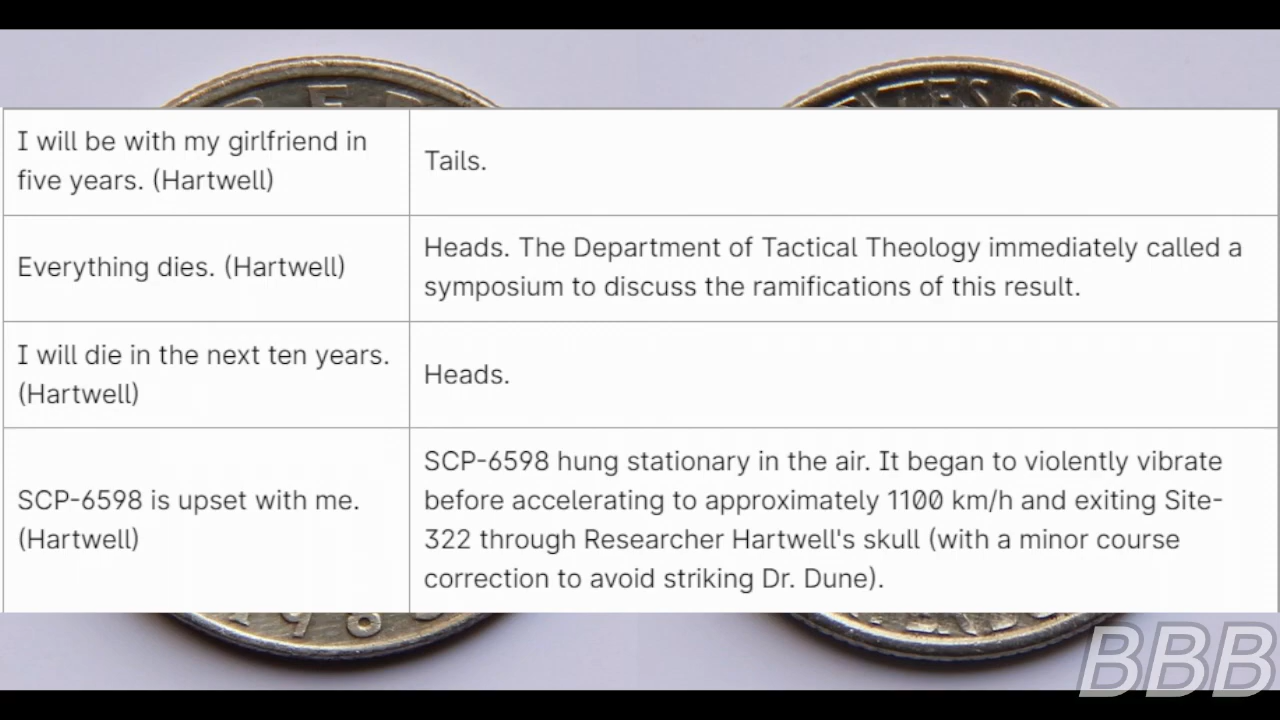 I will be with my girlfriend in
five years. (Hartwell)
Tails.
Everything dies. (Hartwell)
Heads. The Department of Tactical Theology immediately called a
symposium to discuss the ramifications of this result.
I will die in the next ten years.
(Hartwell)
Heads.
SCP-6598 is upset with me.
(Hartwell)
SCP-6598 hung stationary in the air. It began to violently vibrate
before accelerating to approximately 1100 km/h and exiting Site-
322 through Researcher Hartwell's skull (with a minor course
correction to avoid striking Dr. Dune).
BBB